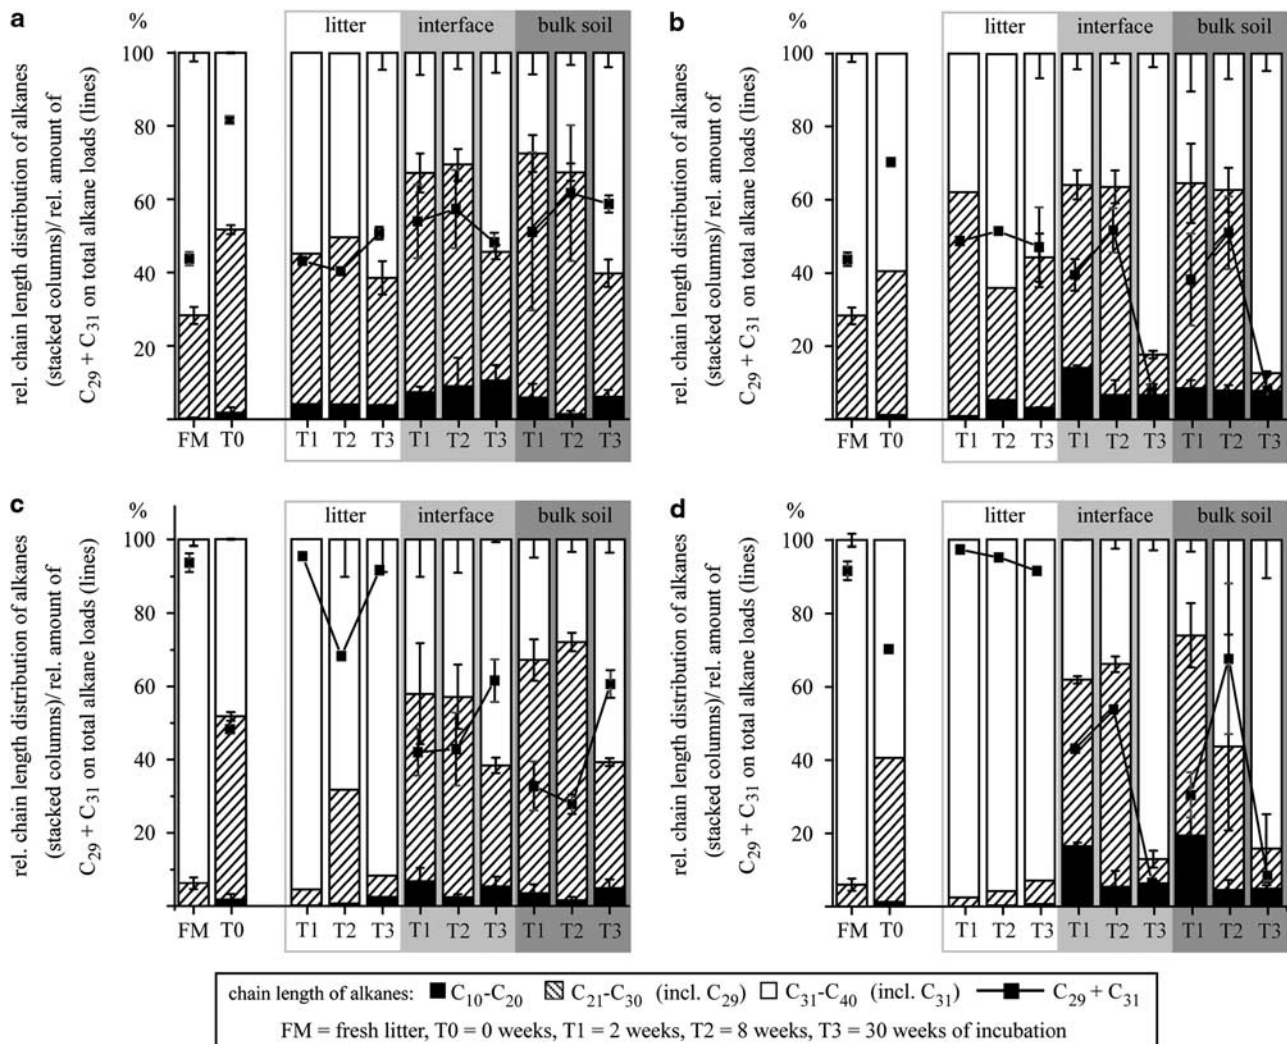 a
%
litter
interface
bulk soil
rel. chain length distribution of alkanes
(stacked columns)/ rel. amount of
C29 + C31 on total alkane loads (lines)
100
80
60
40
20
FM T0 T1 T2 T3 T1 T2 T3 T1 T2 T3
b
%
litter
interface
bulk soil
rel. chain length distribution of alkanes
(stacked columns)/ rel. amount of
C29 + C31 on total alkane loads (lines)
100
80
60
40
20
FM T0 T1 T2 T3 T1 T2 T3 T1 T2 T3
c
%
litter
interface
bulk soil
rel. chain length distribution of alkanes
(stacked columns)/ rel. amount of
C29 + C31 on total alkane loads (lines)
100
80
60
40
20
FM T0 T1 T2 T3 T1 T2 T3 T1 T2 T3
d
%
litter
interface
bulk soil
rel. chain length distribution of alkanes
(stacked columns)/ rel. amount of
C29 + C31 on total alkane loads (lines)
100
80
60
40
20
FM T0 T1 T2 T3 T1 T2 T3 T1 T2 T3
chain length of alkanes: C10-C20 C21-C30 (incl. C29) C31-C40 (incl. C31) C29 + C31
FM = fresh litter, T0 = 0 weeks, T1 = 2 weeks, T2 = 8 weeks, T3 = 30 weeks of incubation